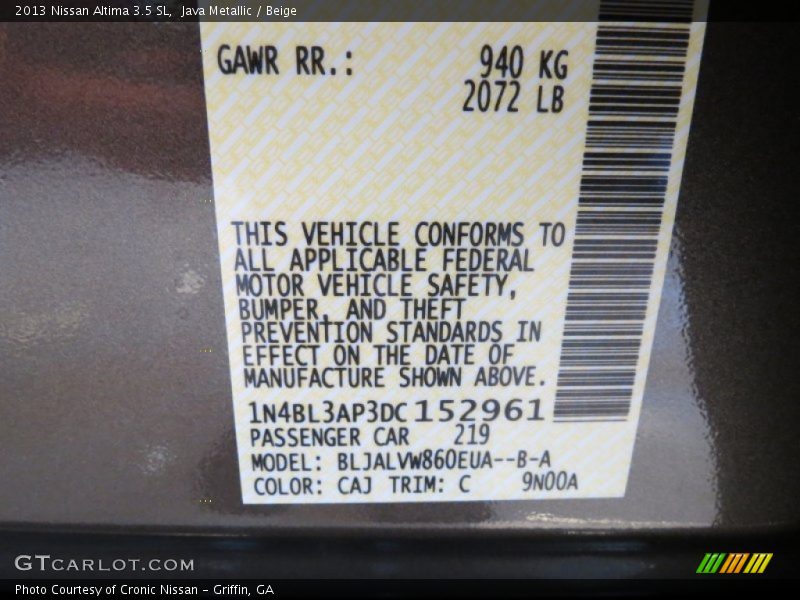 2013 Nissan Altima 3.5 SL, Java Metallic / Beige
GAWR RR.: 940 KG
2072 LB
THIS VEHICLE CONFORMS TO
ALL APPLICABLE FEDERAL
MOTOR VEHICLE SAFETY,
BUMPER, AND THEFT
PREVENTION STANDARDS IN
EFFECT ON THE DATE OF
MANUFACTURE SHOWN ABOVE.
1N4BL3AP3DC152961
PASSENGER CAR 219
MODEL: BLJALVW860EUA--B-A
COLOR: CAJ TRIM: C 9N00A
GTCARLOT.COM
Photo Courtesy of Cronic Nissan - Griffin, GA